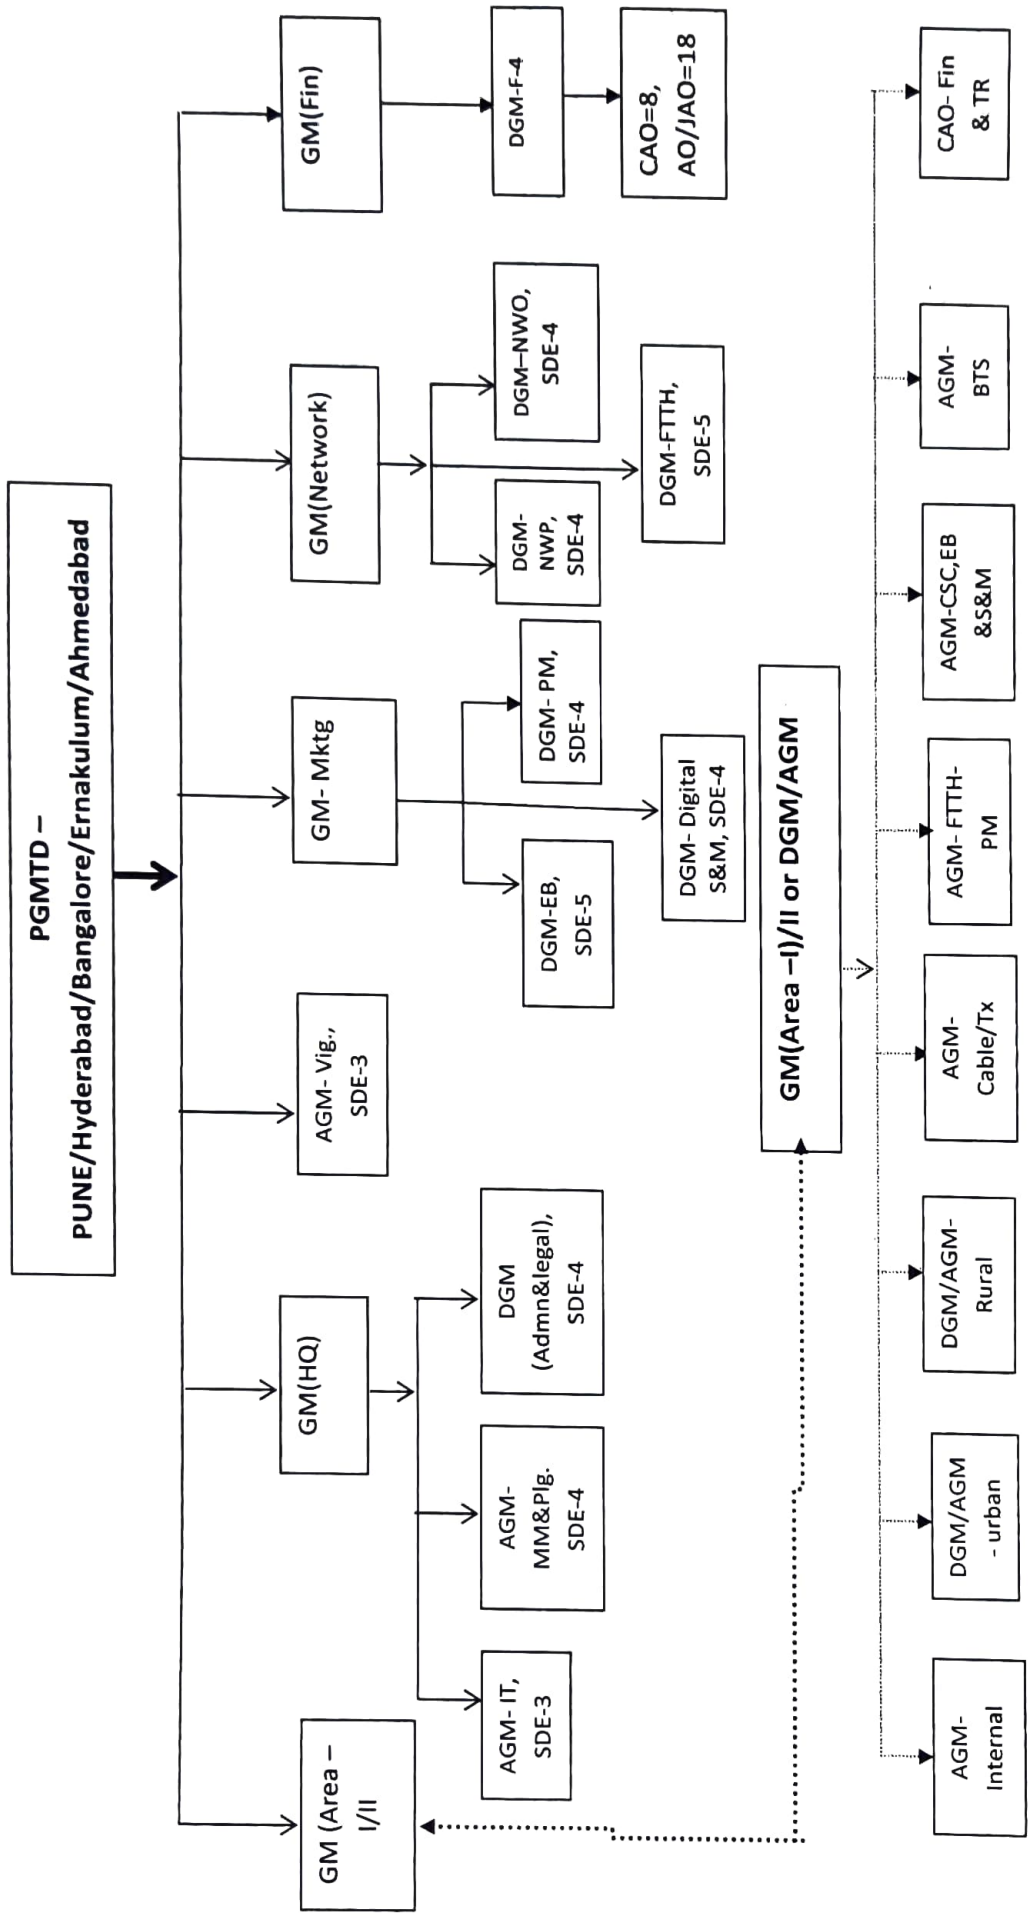 PGMTD –
PUNE/Hyderabad/Bangalore/Ernakulum/Ahmedabad
GM (Area –
I/II
GM(HQ)
AGM- Vig.,
SDE-3
GM- Mktg
GM(Network)
GM(Fin)
AGM- IT,
SDE-3
AGM-
MM&Plg.
SDE-4
DGM
(Admn&legal),
SDE-4
DGM-EB,
SDE-5
DGM- PM,
SDE-4
DGM-
NWP,
SDE-4
DGM–NWO,
SDE-4
DGM-F-4
DGM- Digital
S&M, SDE-4
DGM-FTTH,
SDE-5
CAO=8,
AO/JAO=18
GM(Area –I)/II or DGM/AGM
AGM-
Internal
DGM/AGM
- urban
DGM/AGM-
Rural
AGM-
Cable/Tx
AGM- FTTH-
PM
AGM-CSC,EB
&S&M
AGM-
BTS
CAO- Fin
& TR